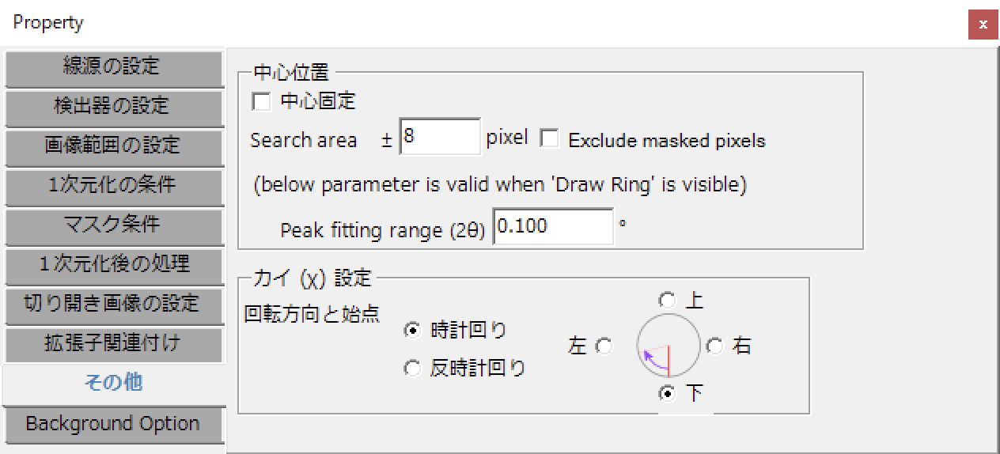 Property
x
線源の設定
検出器の設定
画像範囲の設定
1次元化の条件
マスク条件
1次元化後の処理
切り開き画像の設定
拡張子関連付け
その他
Background Option
中心位置
中心固定
Search area ± 8 pixel Exclude masked pixels
(below parameter is valid when 'Draw Ring' is visible)
Peak fitting range (2θ) 0.100 °
カイ (χ) 設定
回転方向と始点
時計回り
反時計回り
上
左 右
下